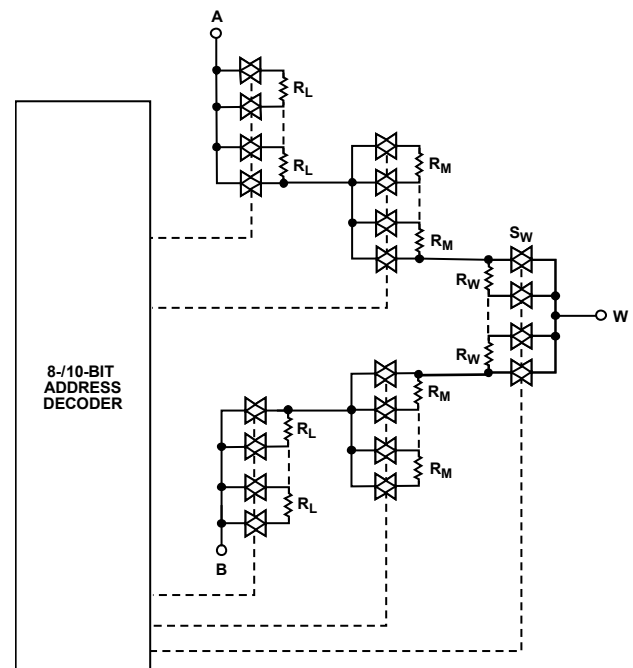 A
RL
RL
RM
RM
SW
RW
RW
W
8-/10-BIT
ADDRESS
DECODER
RM
RM
RL
RL
B